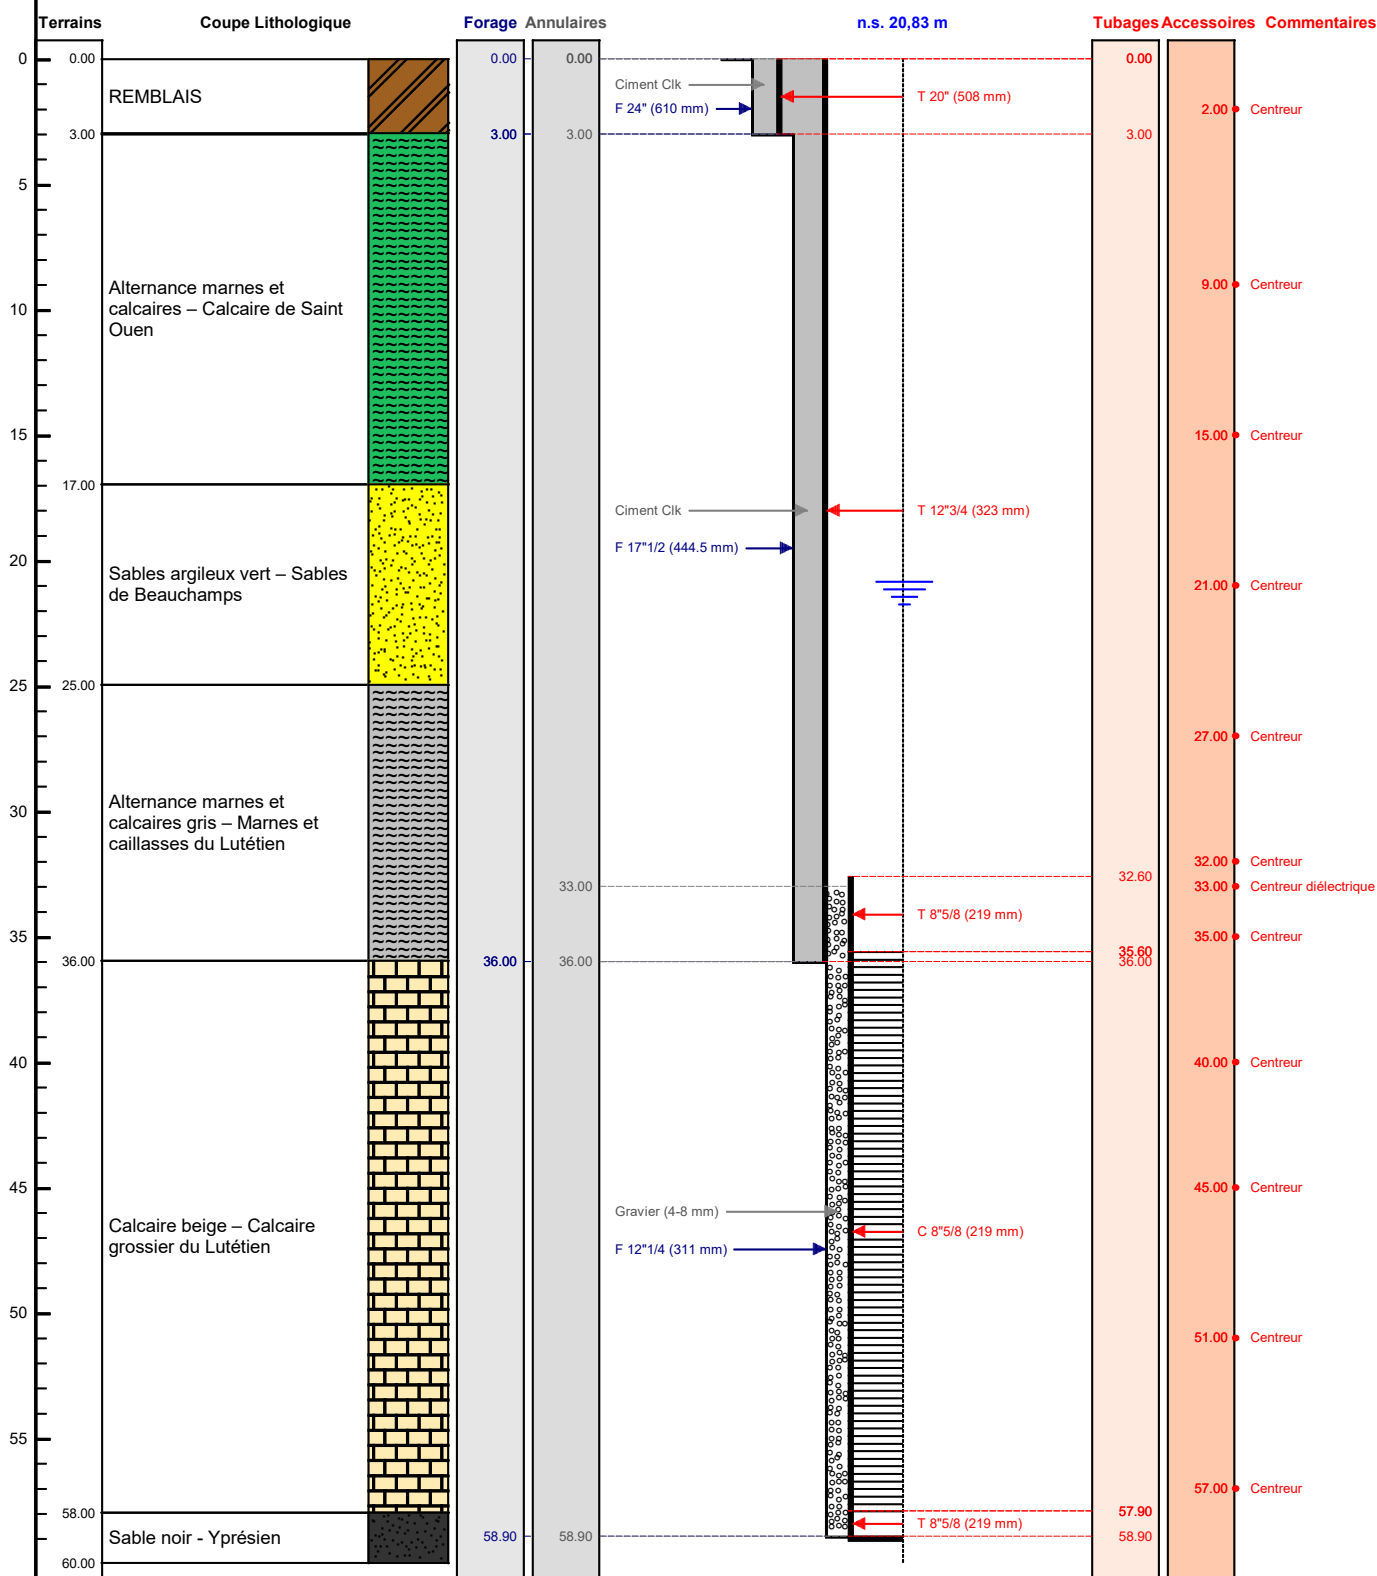 Terrains Coupe Lithologique Forage Annulaires n.s. 20,83 m Tubages Accessoires Commentaires
0 0.00 0.00 0.00 0.00
Ciment Clk
REMBLAIS
T 20" (508 mm)
F 24" (610 mm)
2.00 Centreur
3.00 3.00 3.00 3.00
5
9.00 Centreur
Alternance marnes et
calcaires – Calcaire de Saint
Ouen
10
15 15.00 Centreur
17.00
Ciment Clk T 12"3/4 (323 mm)
F 17"1/2 (444.5 mm)
20
Sables argileux vert – Sables
de Beauchamps
21.00 Centreur
25 25.00
27.00 Centreur
Alternance marnes et
calcaires gris – Marnes et
caillasses du Lutétien
30
32.00 Centreur
32.60
33.00 33.00 Centreur diélectrique
T 8"5/8 (219 mm)
35 35.00 Centreur
35.60
36.00 36.00 36.00 36.00
40 40.00 Centreur
45 45.00 Centreur
Gravier (4-8 mm)
Calcaire beige – Calcaire
grossier du Lutétien
C 8"5/8 (219 mm)
F 12"1/4 (311 mm)
50
51.00 Centreur
55
57.00 Centreur
57.90
58.00
T 8"5/8 (219 mm)
Sable noir - Yprésien
58.90 58.90 58.90
60.00